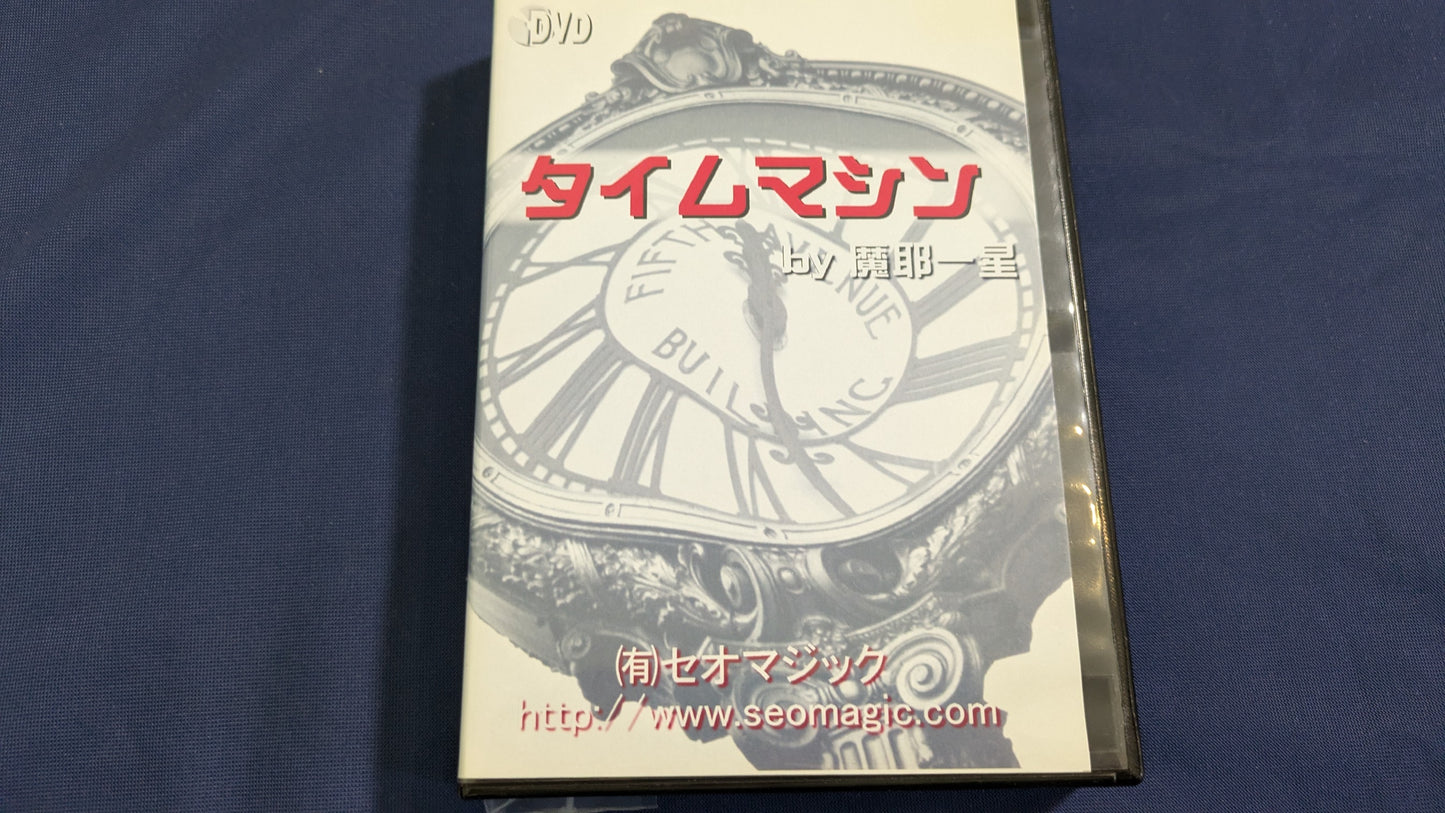 DVD
タイムマシン
by 魔耶一星
FIFTH AVENUE
BUILDING
㈲セオマジック
http://www.seomagic.com